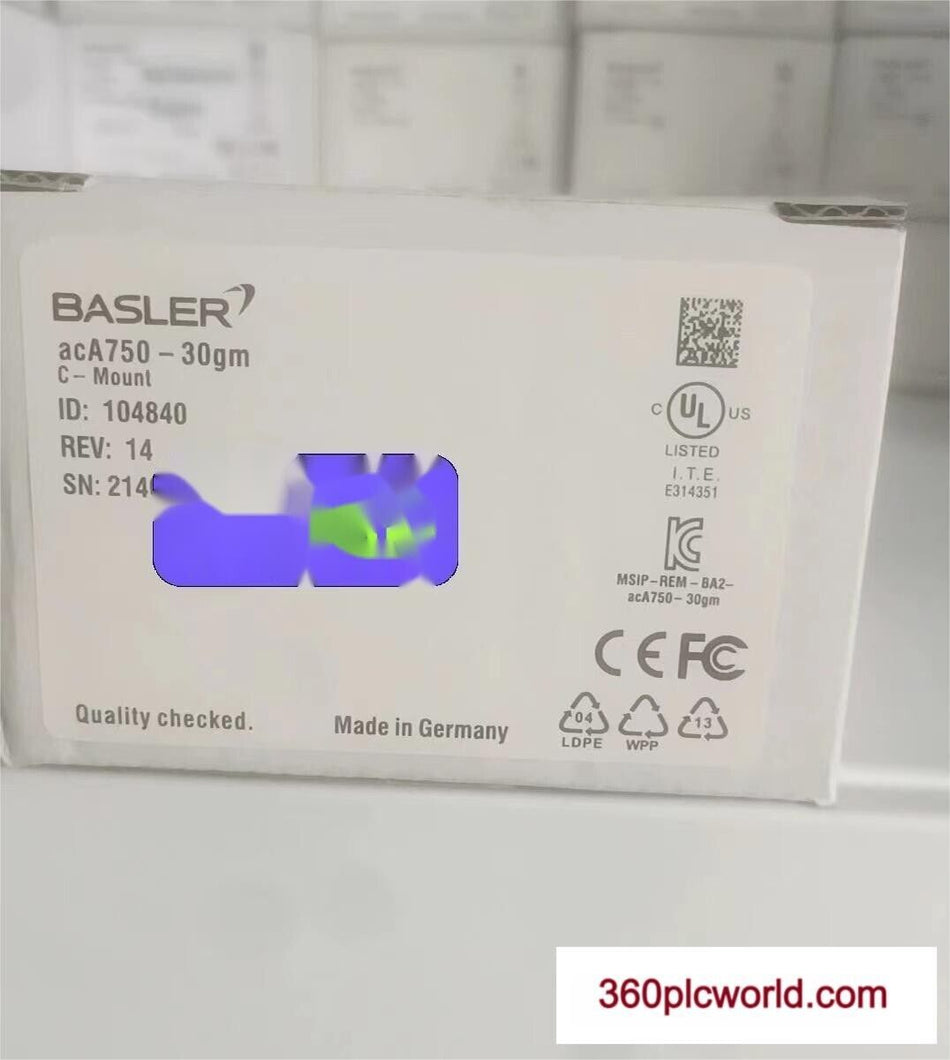 BASLER
acA750 – 30gm
C – Mount
ID: 104840
REV: 14
SN: 214
C UL US
LISTED
I.T.E.
E314351
MSIP – REM – BA2 –
acA750 – 30gm
CE FC
Quality checked.
Made in Germany
04
LDPE
WPP
13
360plcworld.com